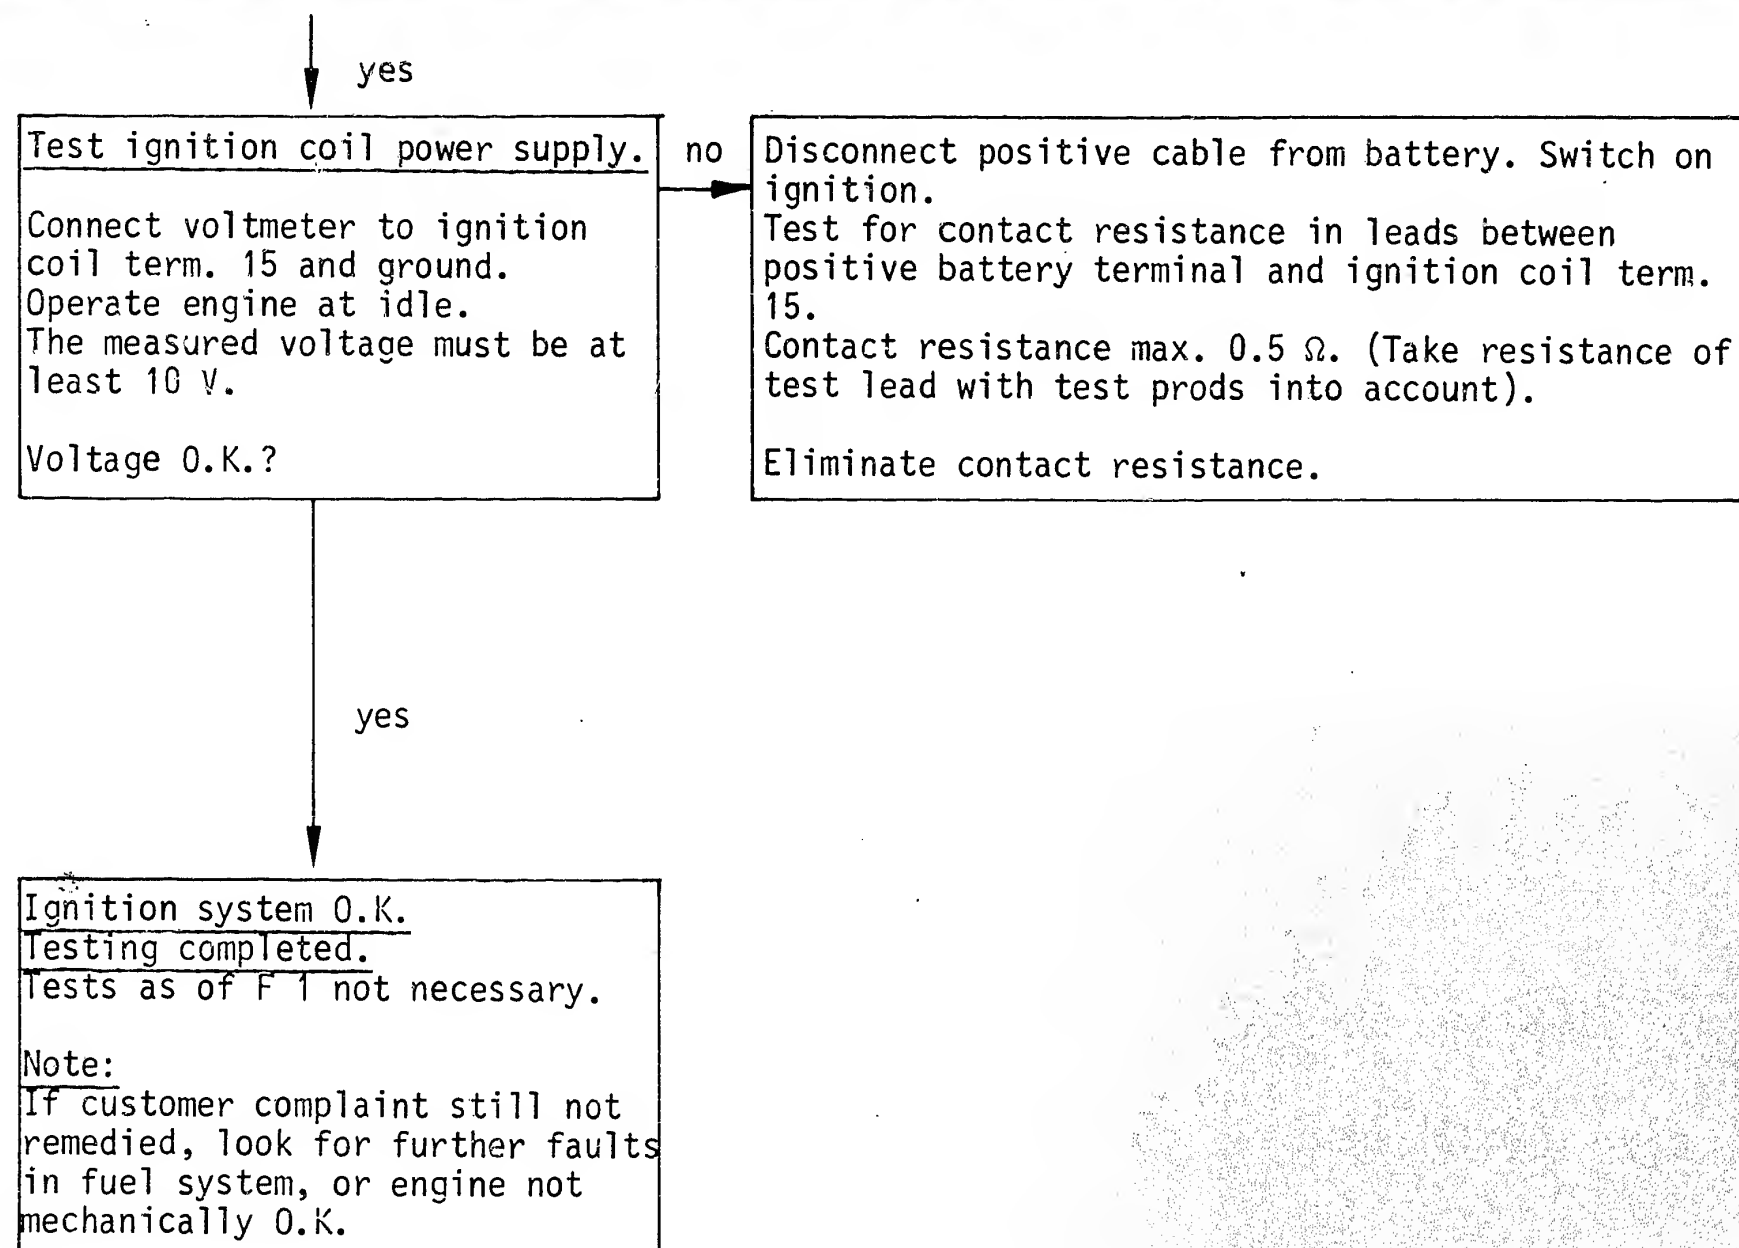 yes
Test ignition coil power supply.
Connect voltmeter to ignition
coil term. 15 and ground.
Operate engine at idle.
The measured voltage must be at
least 10 V.
Voltage O.K.?
no
Disconnect positive cable from battery. Switch on
ignition.
Test for contact resistance in leads between
positive battery terminal and ignition coil term.
15.
Contact resistance max. 0.5 Ω. (Take resistance of
test lead with test prods into account).
Eliminate contact resistance.
yes
Ignition system O.K.
Testing completed.
Tests as of F 1 not necessary.
Note:
If customer complaint still not
remedied, look for further faults
in fuel system, or engine not
mechanically O.K.